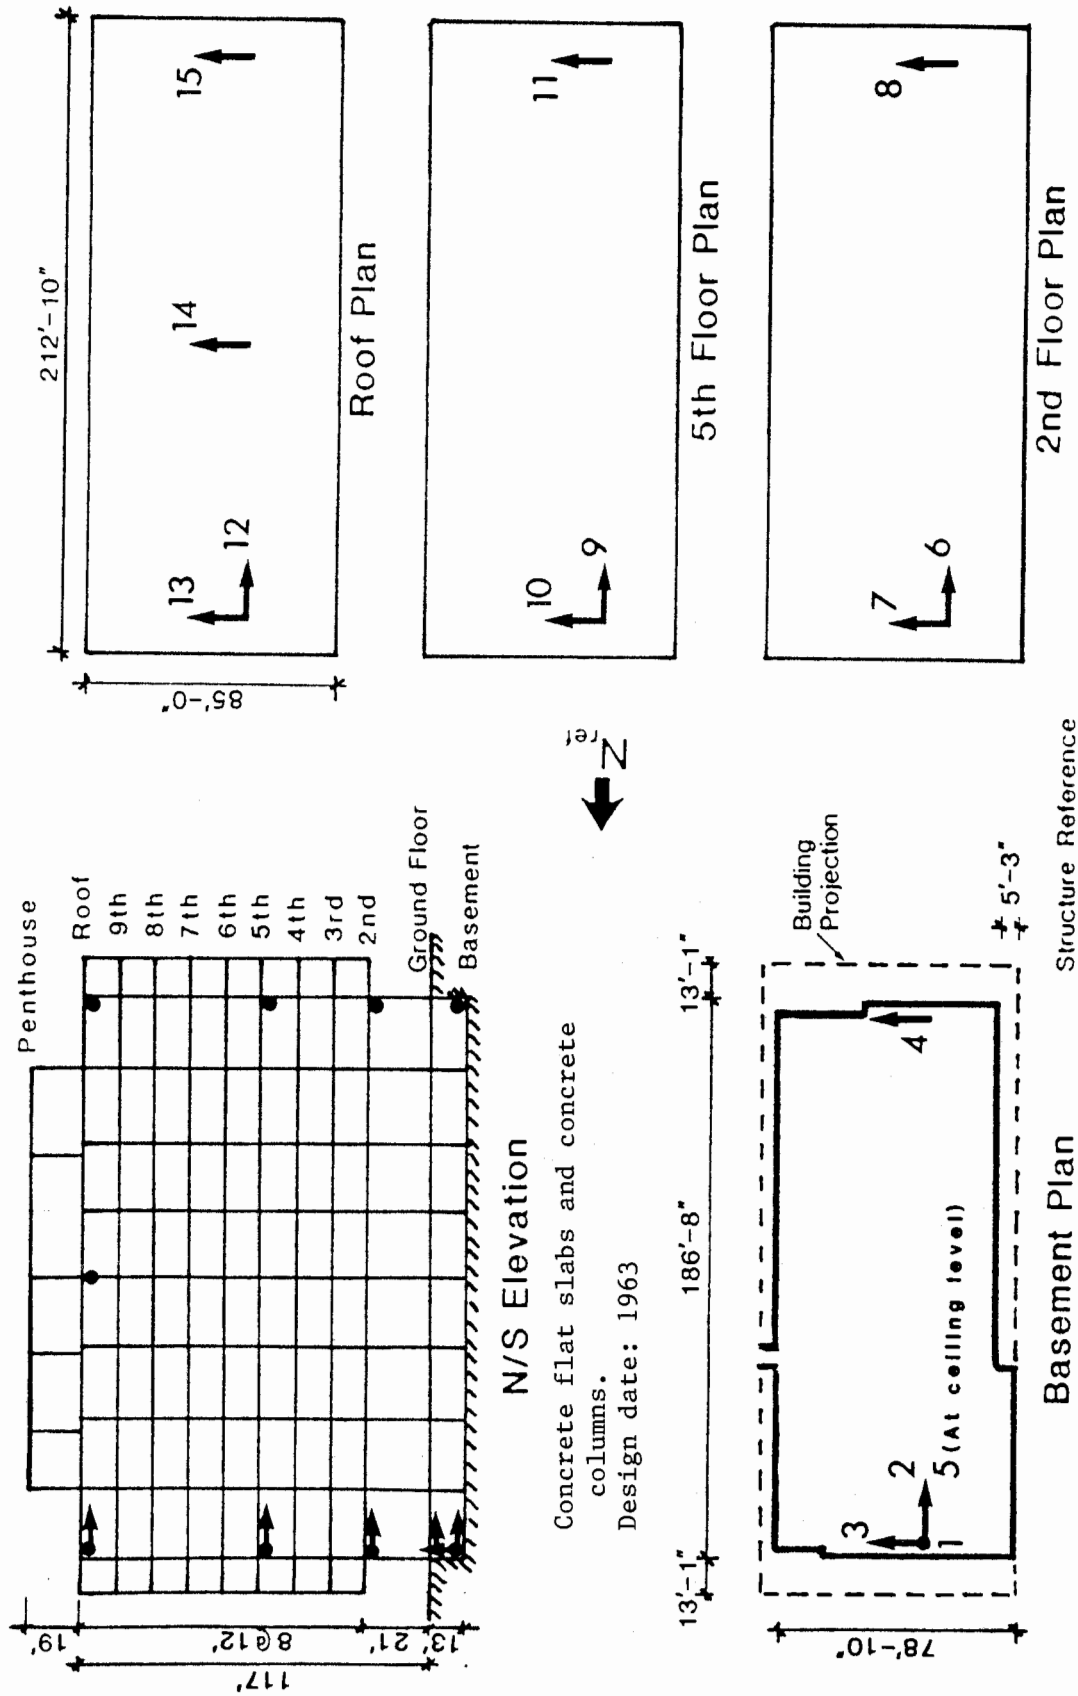 Penthouse
Roof
9th
8th
7th
6th
5th
4th
3rd
2nd
Ground Floor
Basement
19'
8@12'
21'
13'
117'
N/S Elevation
Concrete flat slabs and concrete
columns.
Design date: 1963
N ref
212'-10"
85'-0"
13
12
14
15
Roof Plan
10
9
11
5th Floor Plan
7
6
8
2nd Floor Plan
13'-1"
186'-8"
13'-1"
Building
Projection
78'-10"
5'-3"
3
2
1
5 (At ceiling level)
4
Basement Plan
Structure Reference